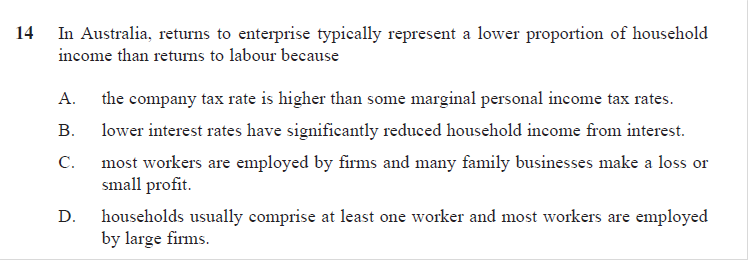 14 In Australia, returns to enterprise typically represent a lower proportion of household
income than returns to labour because
A. the company tax rate is higher than some marginal personal income tax rates.
B. lower interest rates have significantly reduced household income from interest.
C. most workers are employed by firms and many family businesses make a loss or
small profit.
D. households usually comprise at least one worker and most workers are employed
by large firms.